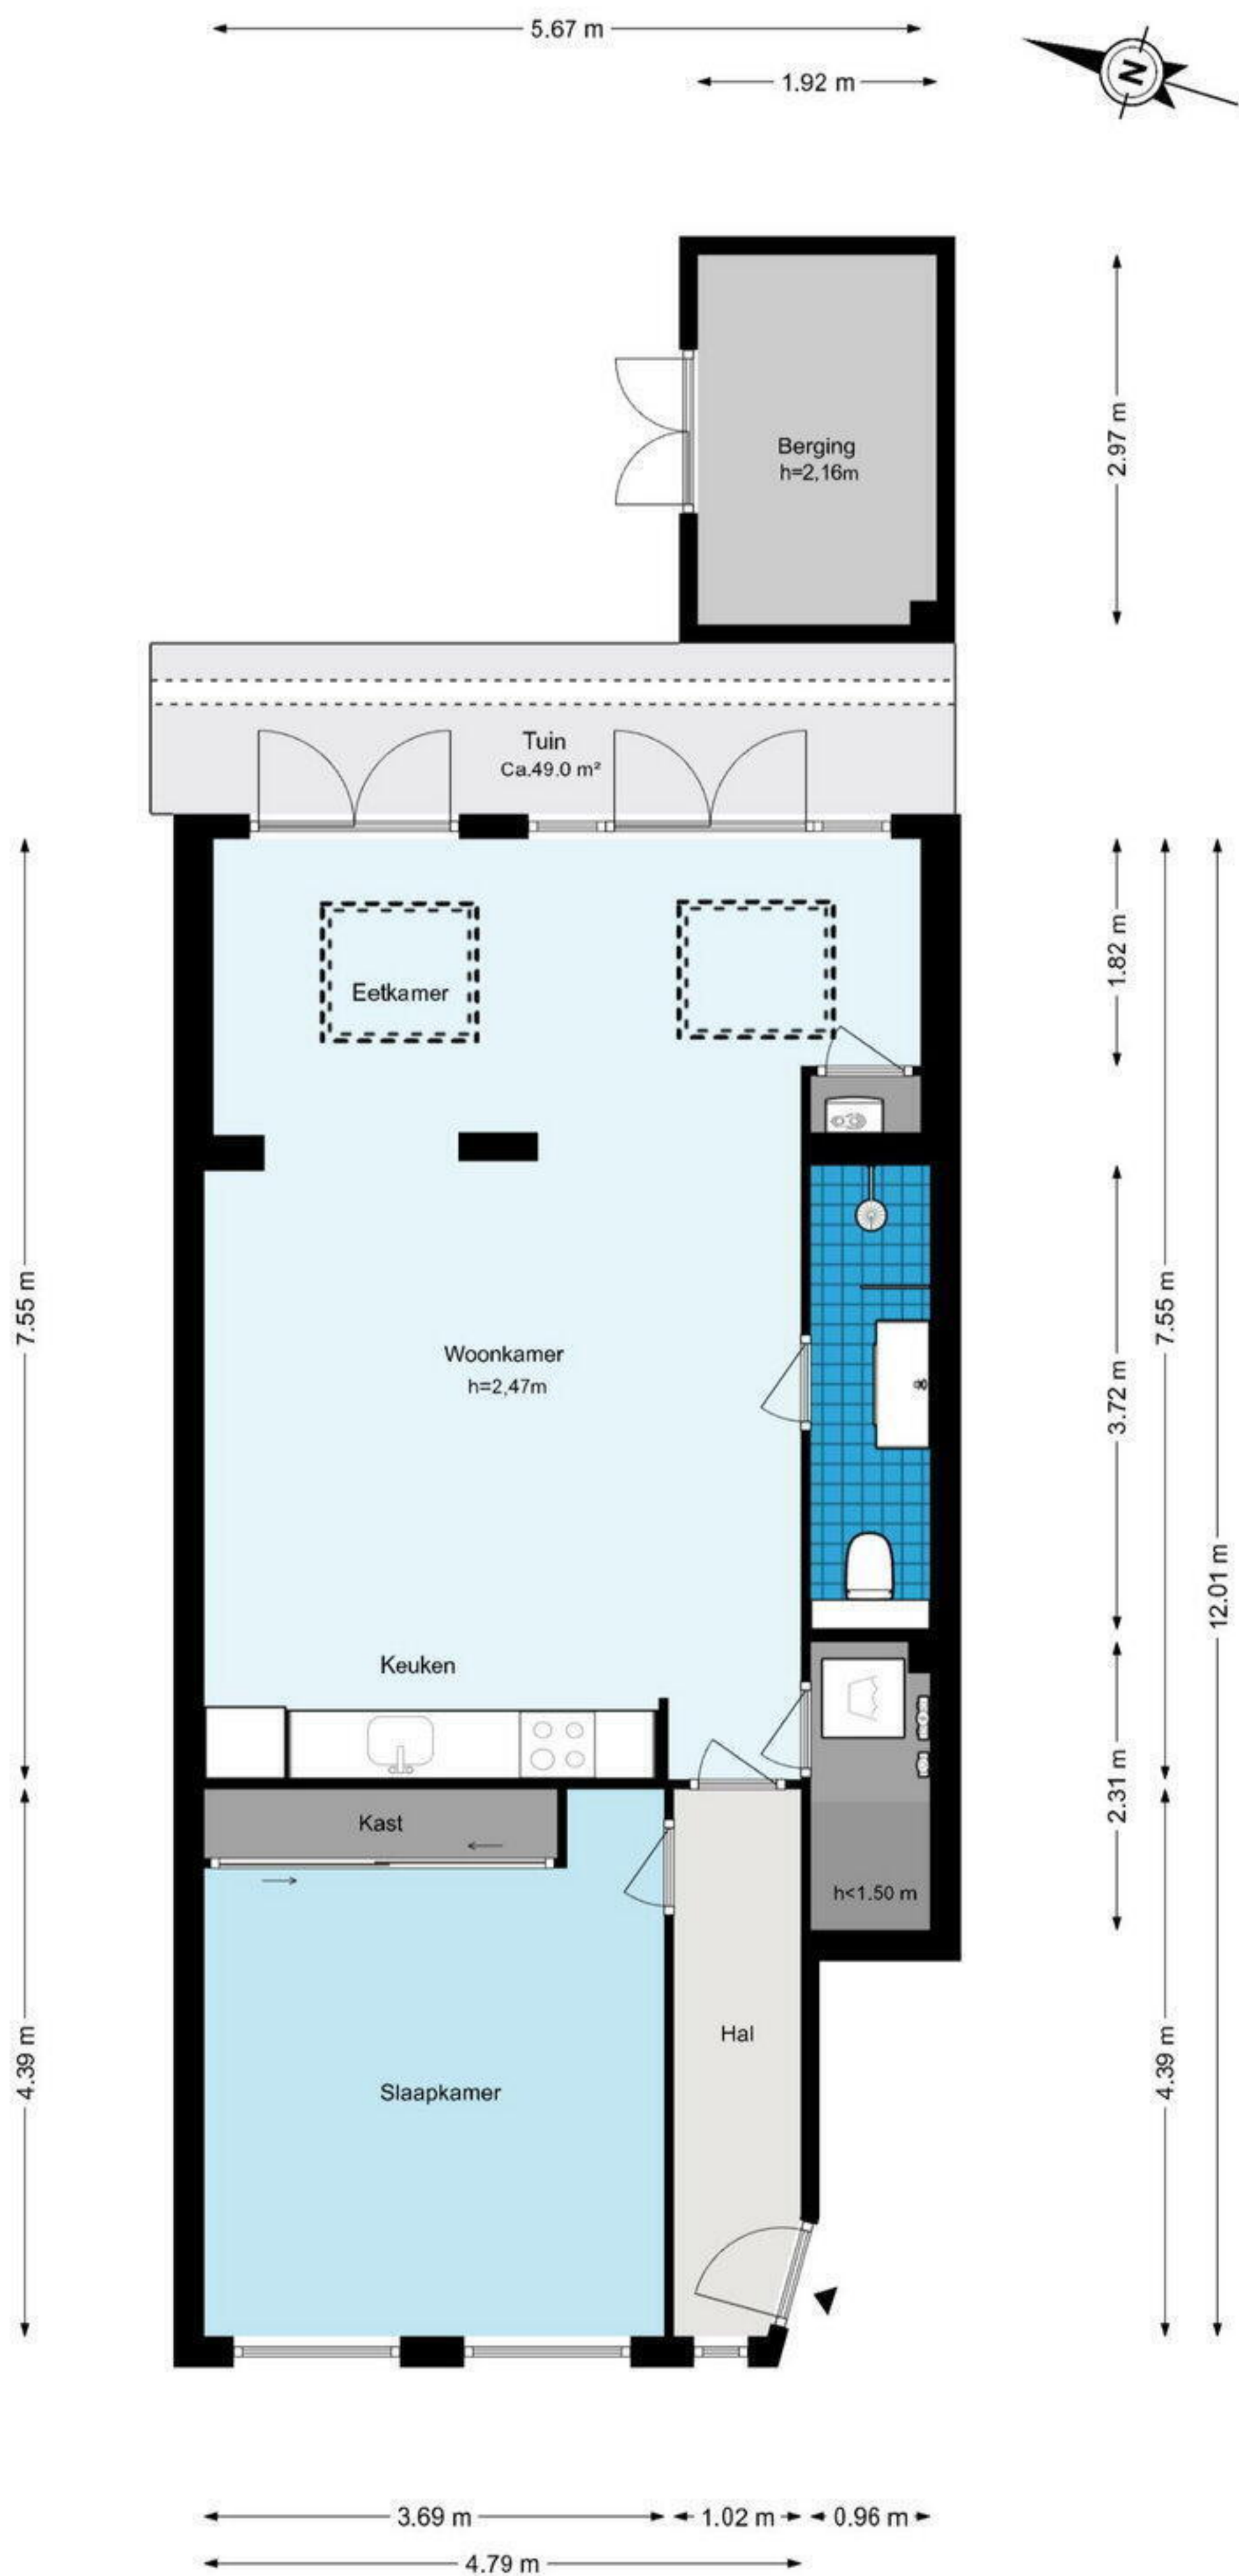 5.67 m
1.92 m
N
2.97 m
Berging
h=2,16m
Tuin
Ca.49.0 m²
1.82 m
Eetkamer
7.55 m
7.55 m
Woonkamer
h=2,47m
3.72 m
12.01 m
Keuken
2.31 m
Kast
h<1.50 m
Hal
4.39 m
4.39 m
Slaapkamer
3.69 m
1.02 m
0.96 m
4.79 m